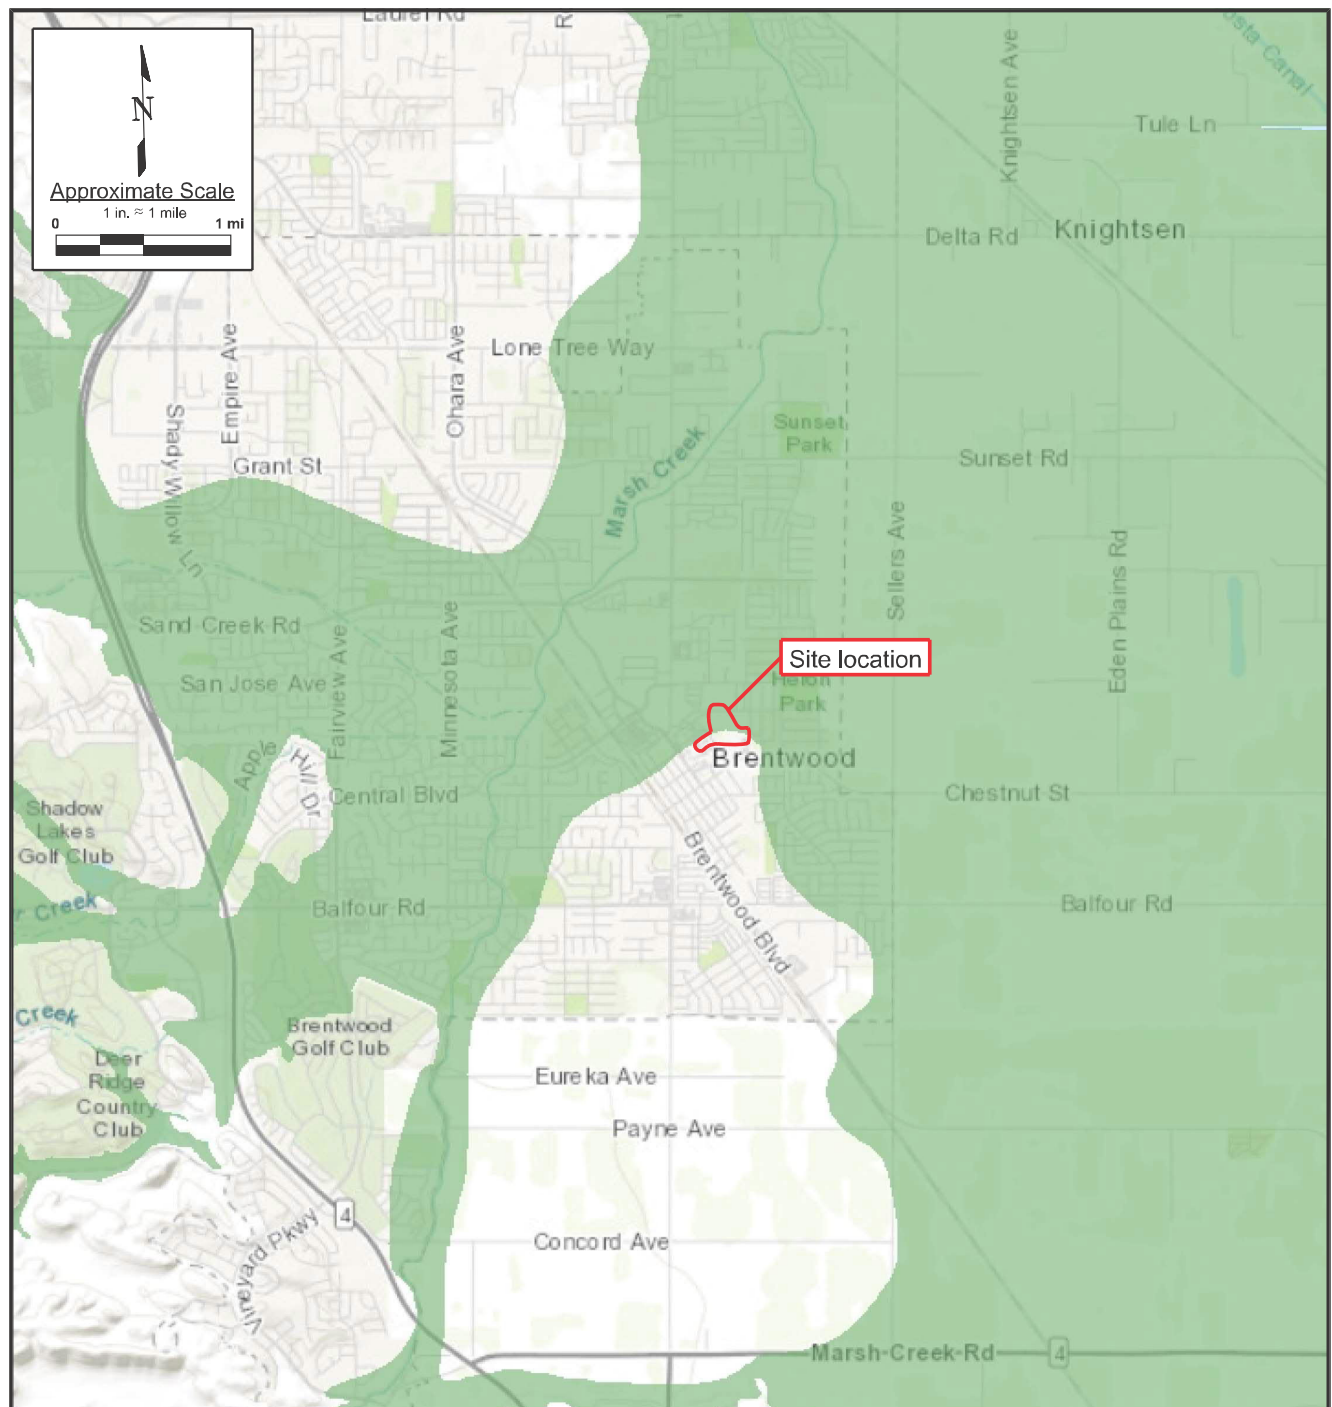 Laurel Rd
R
N
Approximate Scale
1 in. ≈ 1 mile
0 1 mi
Knightsen Ave
Tule Ln
Delta Rd
Knightsen
Empire Ave
Ohara Ave
Lone Tree Way
Shady Willow Ln
Grant St
Marsh Creek
Sunset
Park
Sunset Rd
Sellers Ave
Eden Plains Rd
Sand Creek Rd
San Jose Ave
Fairview Ave
Minnesota Ave
Site location
Park
Brentwood
Apple Hill Dr
Central Blvd
Chestnut St
Shadow
Lakes
Golf Club
Brentwood Blvd
r Creek
Balfour Rd
Balfour Rd
Creek
Brentwood
Golf Club
Deer
Ridge
Country
Club
Eureka Ave
Payne Ave
4
Vineyard Pkwy
Concord Ave
Marsh-Creek-Rd
4